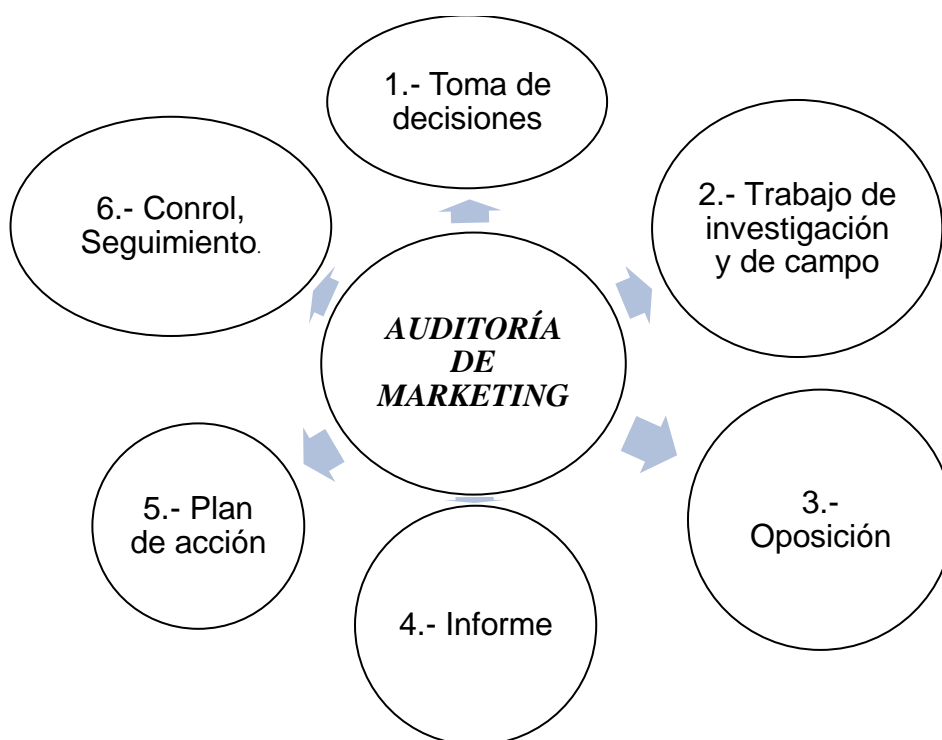 1.- Toma de
decisiones
2.- Trabajo de
investigación
y de campo
3.-
Oposición
4.- Informe
5.- Plan
de acción
6.- Conrol,
Seguimiento.
AUDITORÍA
DE
MARKETING